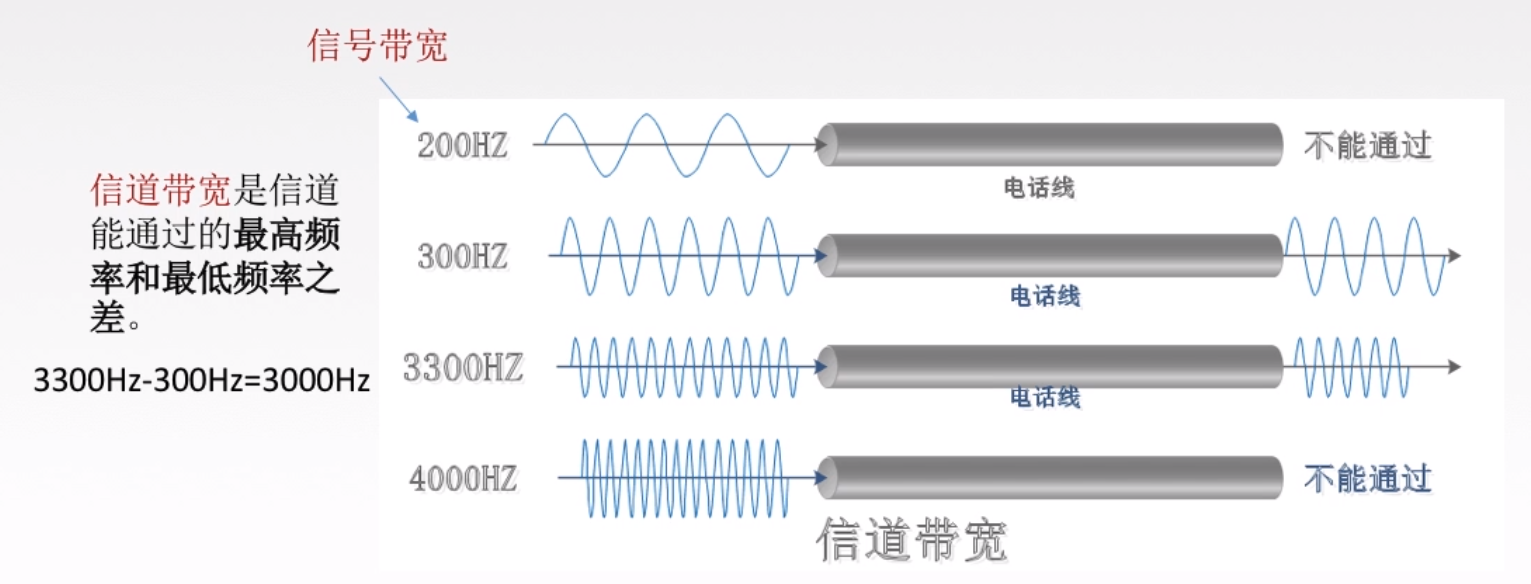 信号带宽
200HZ
不能通过
电话线
信道带宽是信道
能通过的最高频
率和最低频率之
差。
3300Hz-300Hz=3000Hz
300HZ
电话线
3300HZ
电话线
4000HZ
不能通过
信道带宽